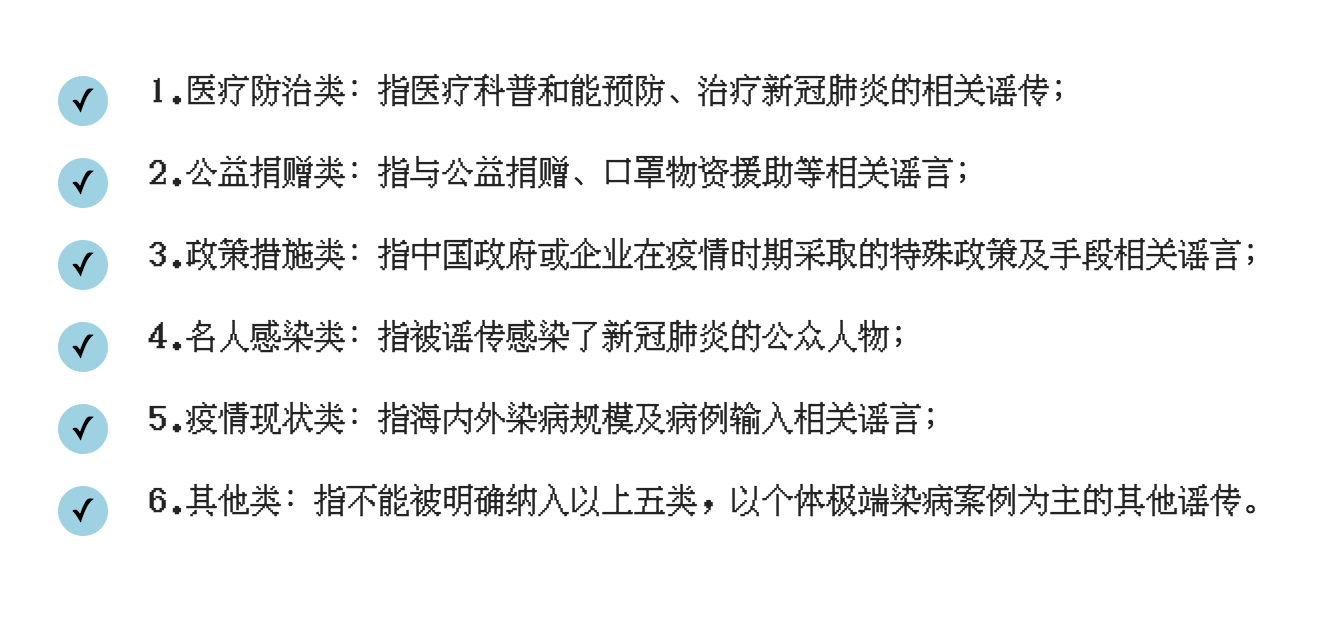 1.医疗防治类：指医疗科普和能预防、治疗新冠肺炎的相关谣传；
2.公益捐赠类：指与公益捐赠、口罩物资援助等相关谣言；
3.政策措施类：指中国政府或企业在疫情时期采取的特殊政策及手段相关谣言；
4.名人感染类：指被谣传感染了新冠肺炎的公众人物；
5.疫情现状类：指海内外染病规模及病例输入相关谣言；
6.其他类：指不能被明确纳入以上五类，以个体极端染病案例为主的其他谣传。